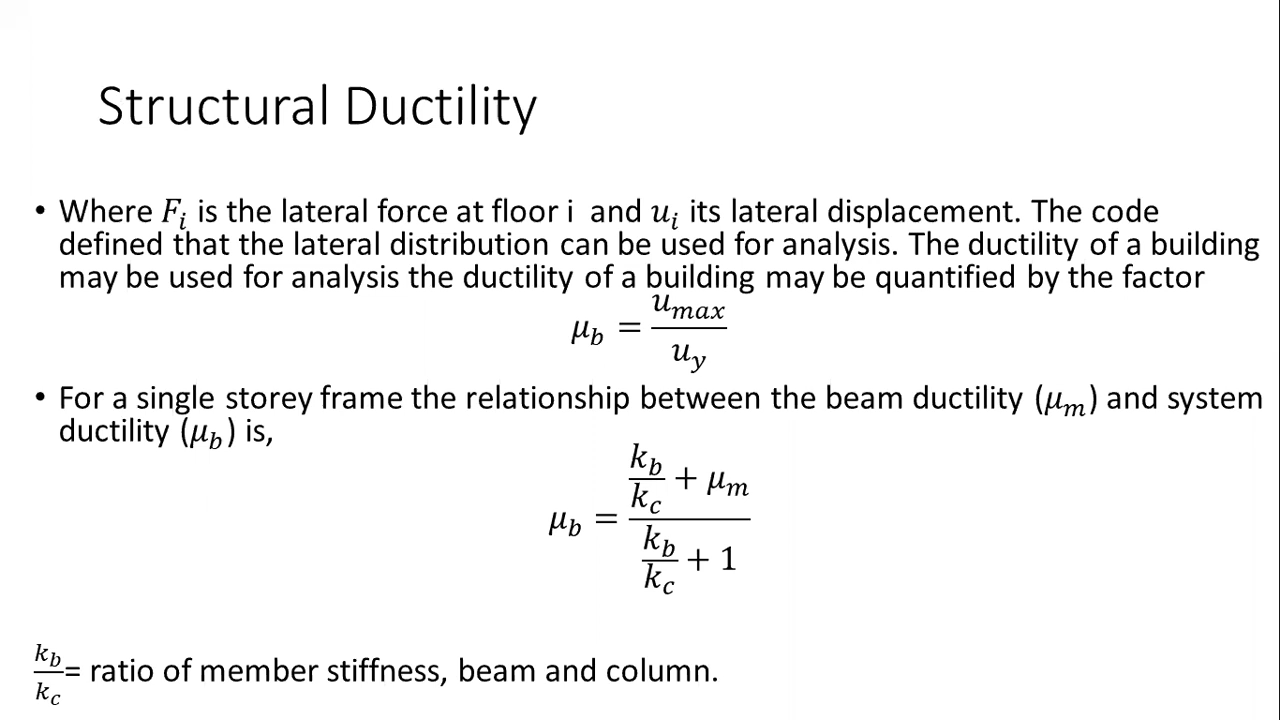 Structural Ductility
• Where F_i is the lateral force at floor i and u_i its lateral displacement. The code
defined that the lateral distribution can be used for analysis. The ductility of a building
may be used for analysis the ductility of a building may be quantified by the factor
μ_b = u_max / u_y
• For a single storey frame the relationship between the beam ductility (μ_m) and system
ductility (μ_b) is,
μ_b = (k_b/k_c + μ_m) / (k_b/k_c + 1)
k_b/k_c = ratio of member stiffness, beam and column.